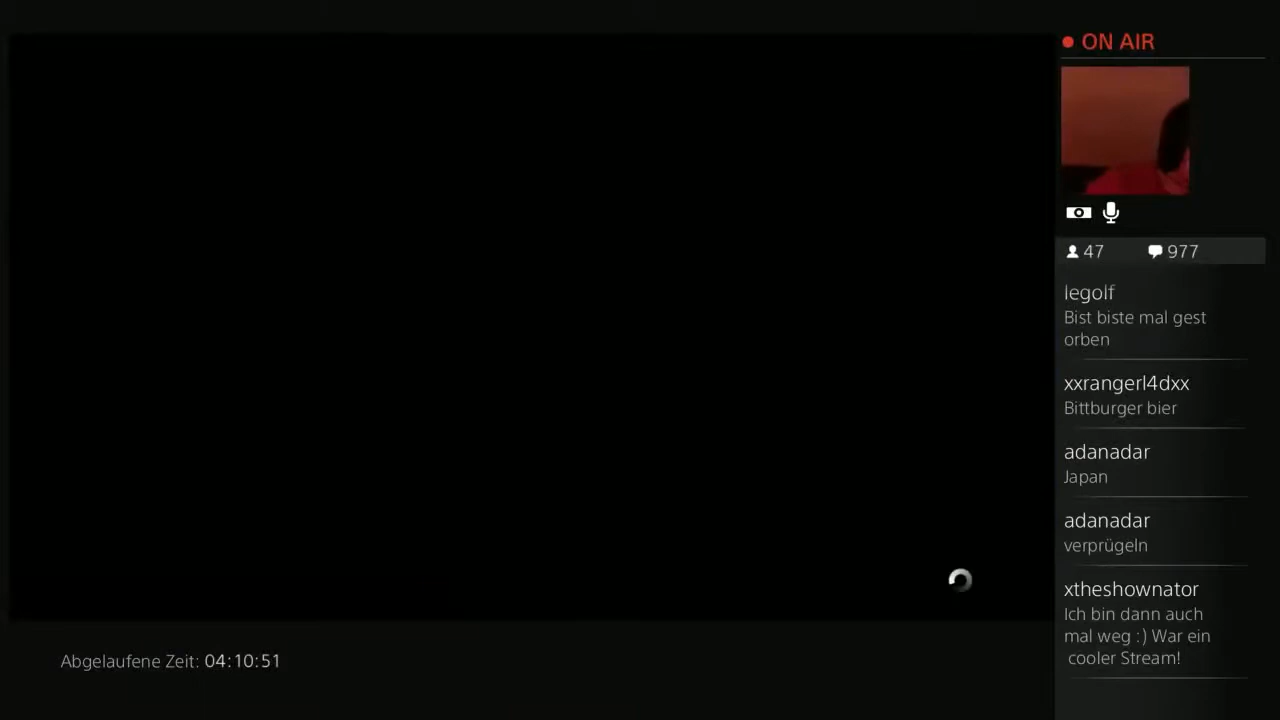 ON AIR
47 977
legolf
Bist biste mal gest
orben
xxrangerl4dxx
Bittburger bier
adanadar
Japan
adanadar
verprügeln
xtheshownator
Ich bin dann auch
mal weg :) War ein
cooler Stream!
Abgelaufene Zeit: 04:10:51